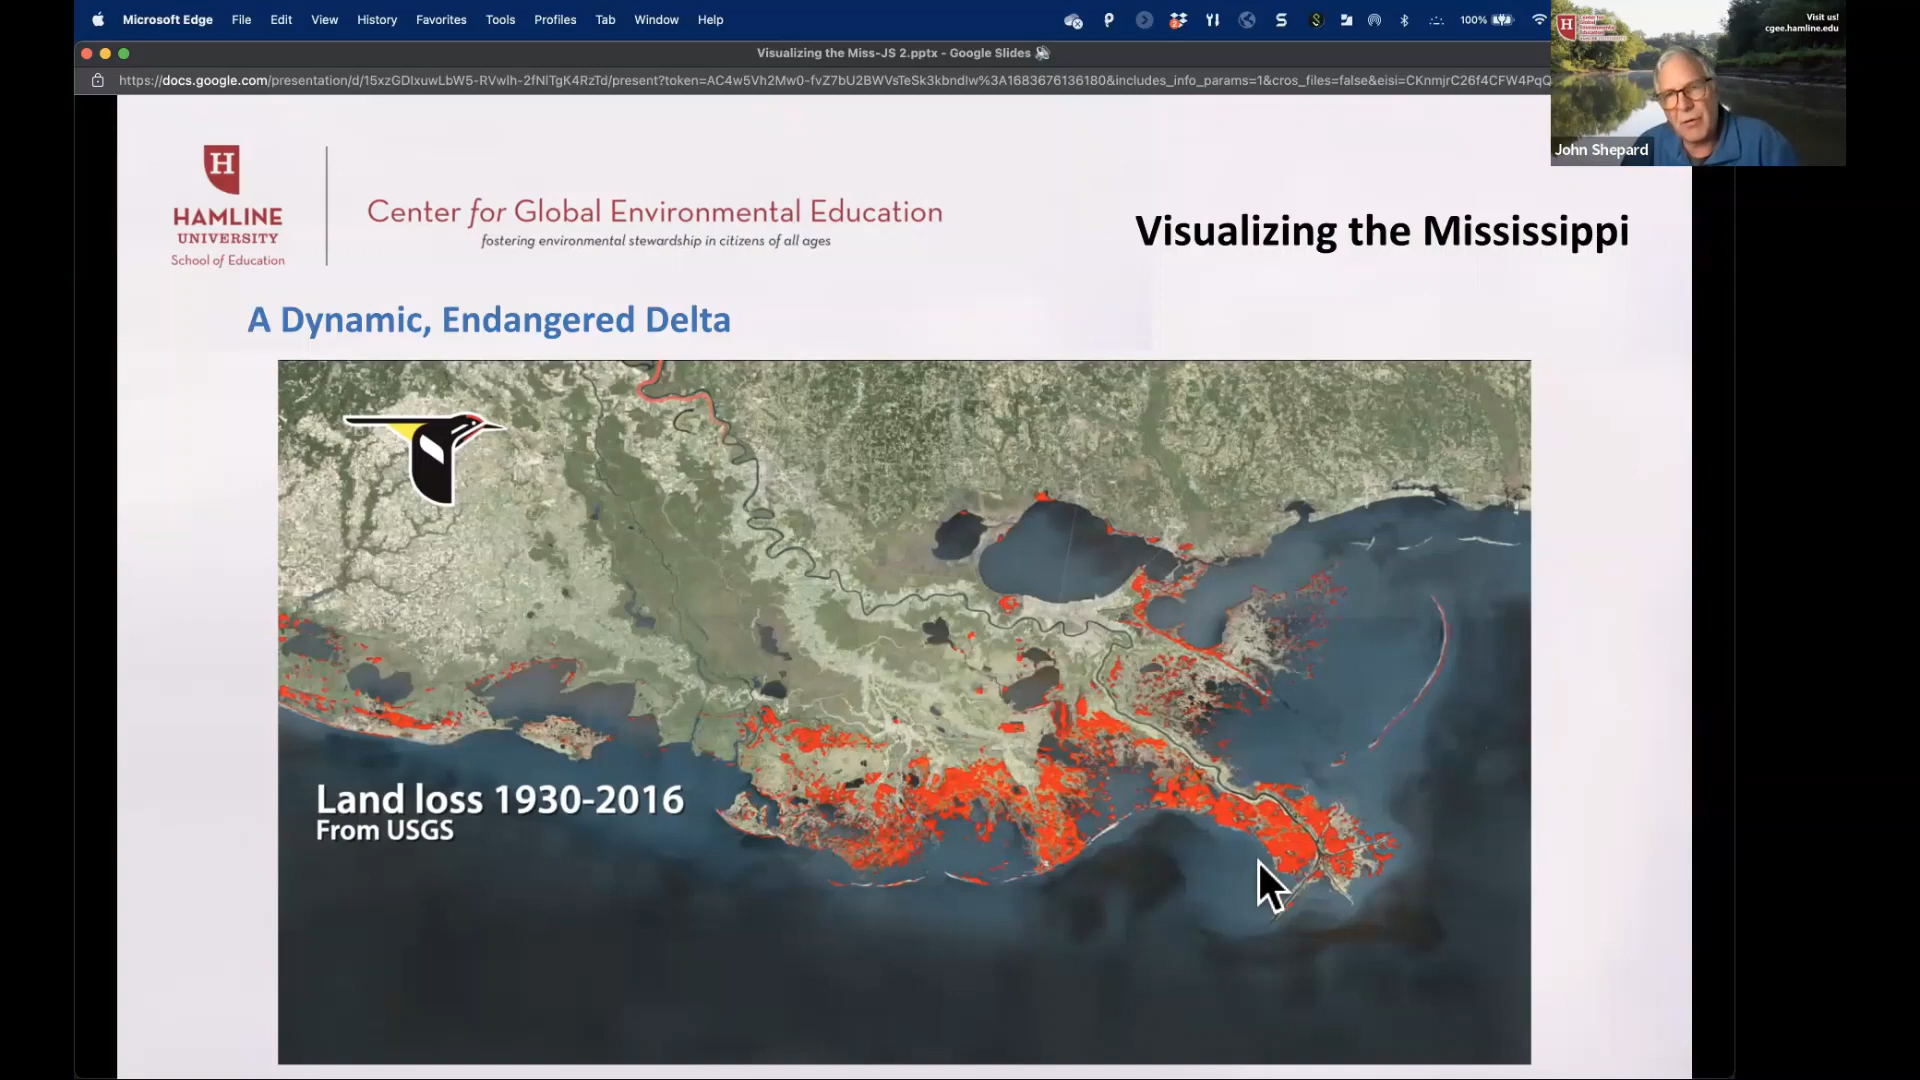 Microsoft Edge File Edit View History Favorites Tools Profiles Tab Window Help 100%
Visualizing the Miss-JS 2.pptx - Google Slides
https://docs.google.com/presentation/d/15xzGDIxuwLbW5-RVwlh-2fNlTgK4RzTd/present?token=AC4w5Vh2Mw0-fvZ7bU2BWVsTeSk3kbndlw%3A1683676136180&includes_info_params=1&cros_files=false&eisi=CKnmjrC26f4CFW4PqQ
Visit us!
cgee.hamline.edu
John Shepard
H
HAMLINE
UNIVERSITY
School of Education
Center for Global Environmental Education
fostering environmental stewardship in citizens of all ages
Visualizing the Mississippi
A Dynamic, Endangered Delta
Land loss 1930-2016
From USGS